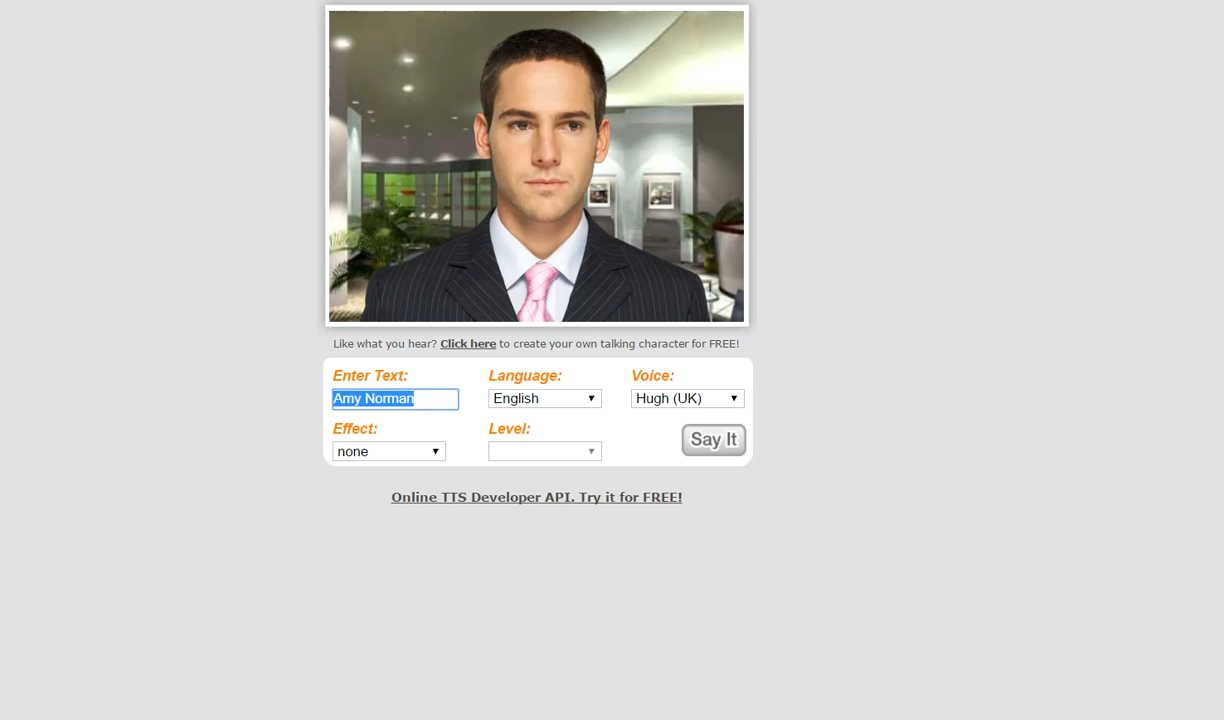 Like what you hear? Click here to create your own talking character for FREE!
Enter Text: Language: Voice:
Amy Norman English Hugh (UK)
Effect: Level:
none Say It
Online TTS Developer API. Try it for FREE!